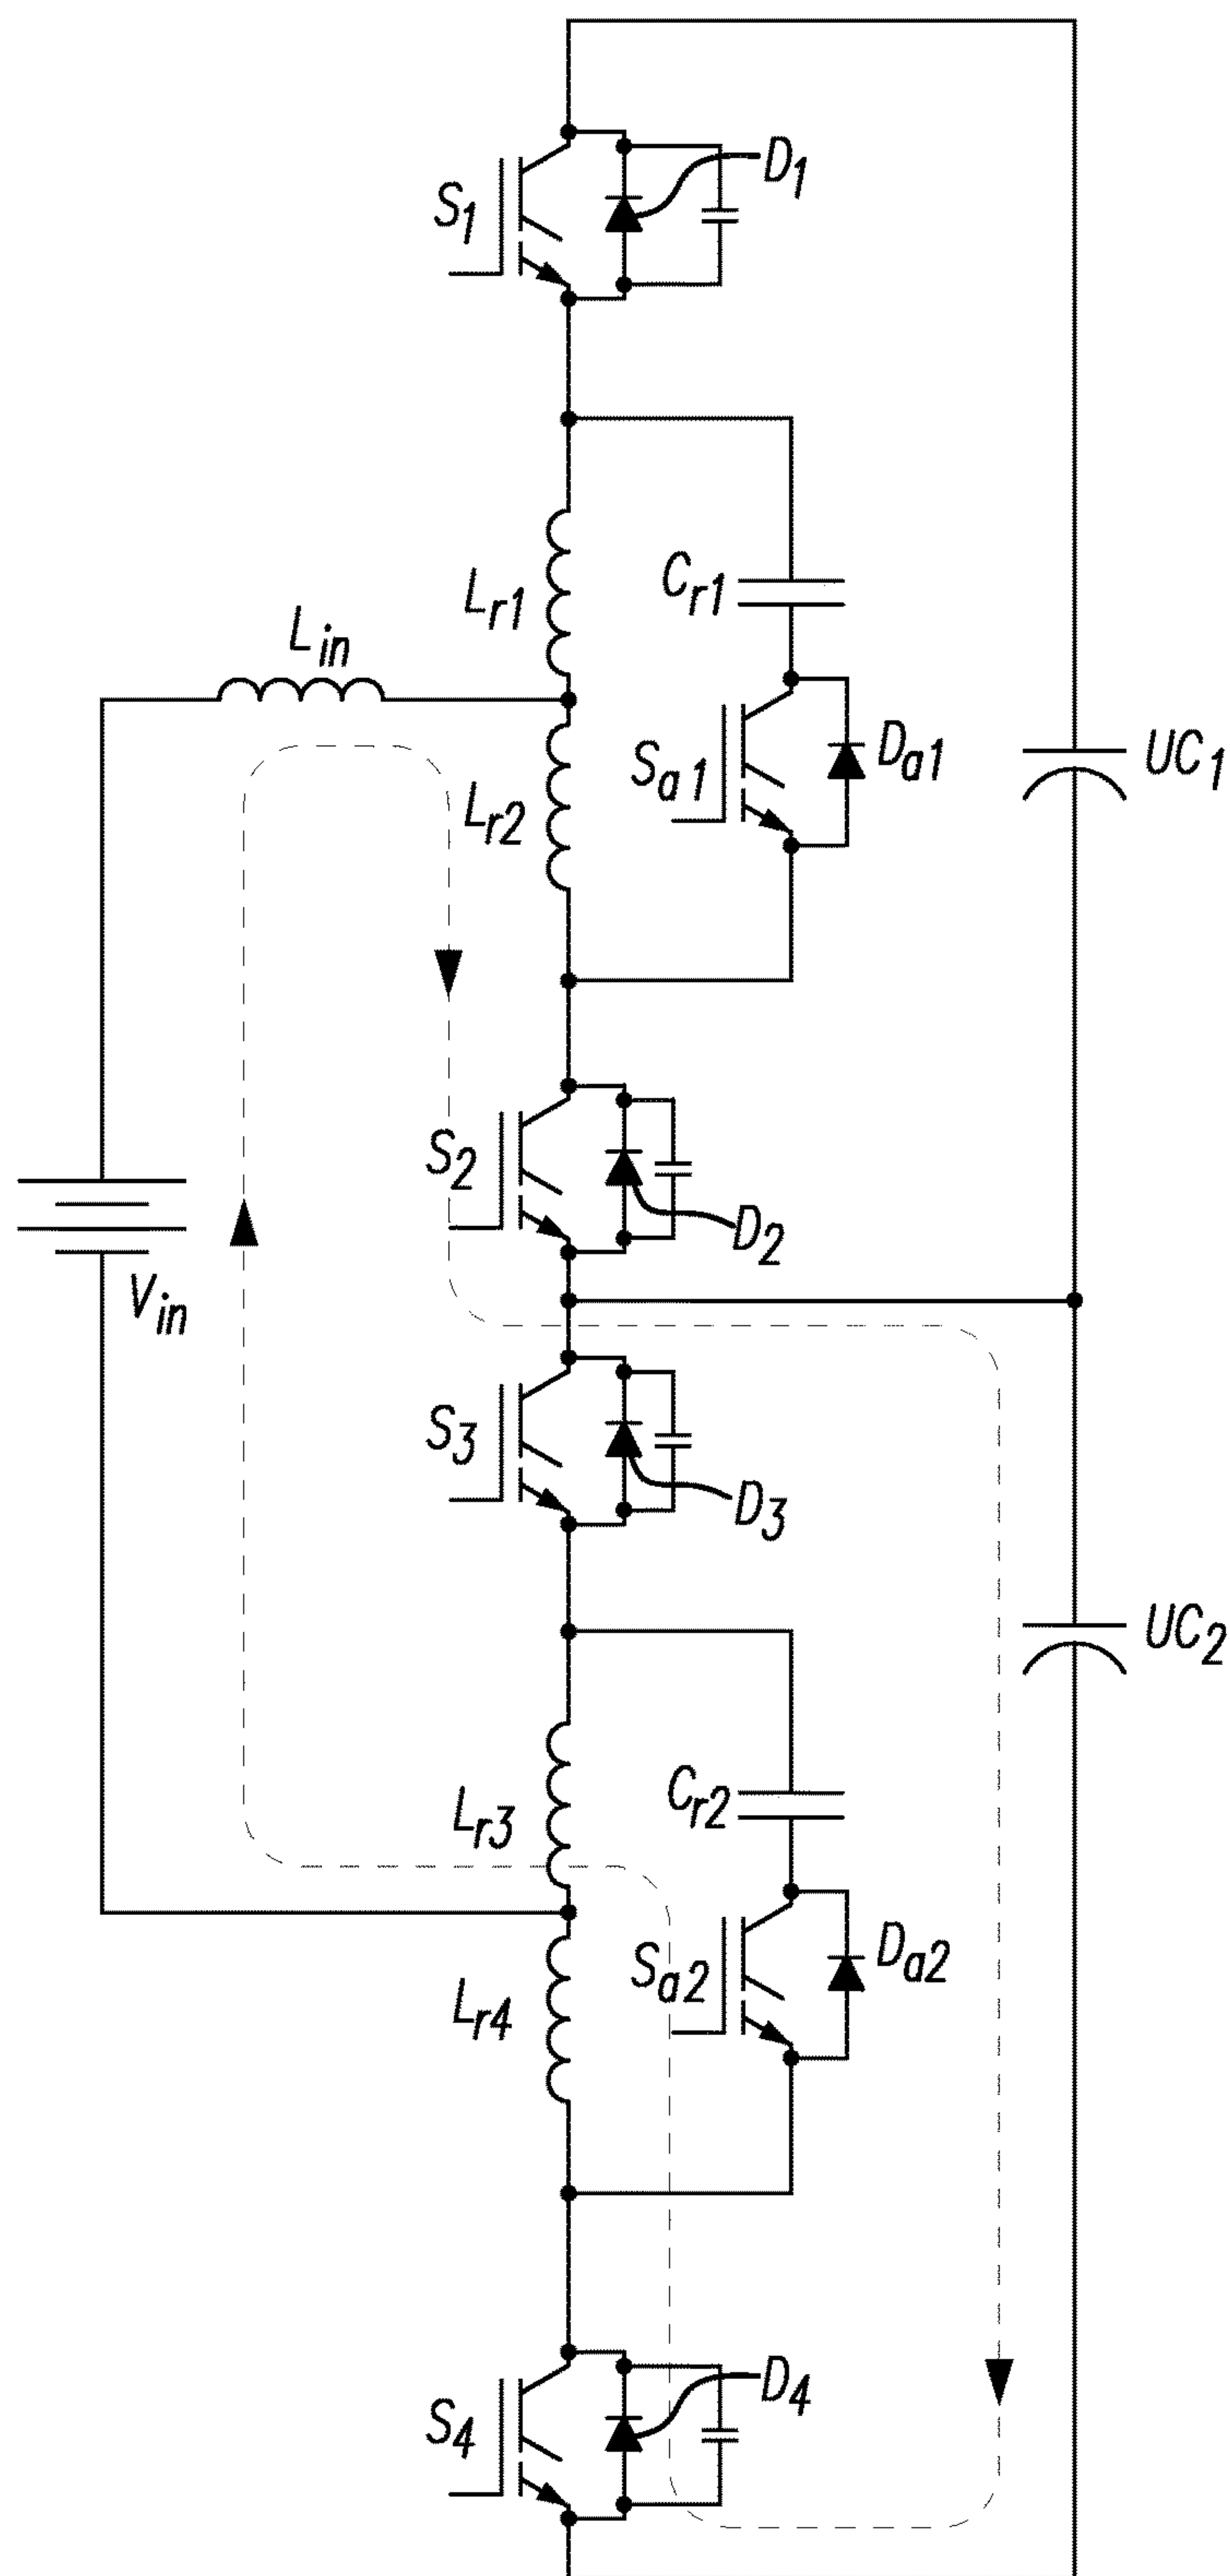 S1
D1
Lr1
Cr1
Lin
Lr2
Sa1
Da1
UC1
S2
D2
Vin
S3
D3
UC2
Lr3
Cr2
Lr4
Sa2
Da2
S4
D4